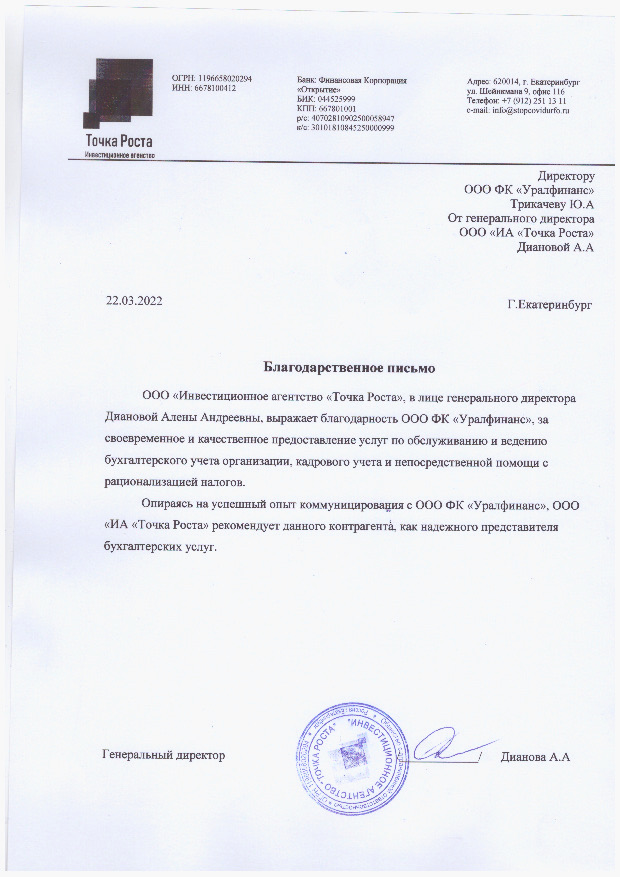 Точка Роста
Инвестиционное агенство
ОГРН: 1196658020294
ИНН: 6678100412
Банк: Финансовая Корпорация
«Открытие»
БИК: 044525999
КПП: 667801001
р/с: 40702810902500058947
к/с: 30101810845250000999
Адрес: 620014, г. Екатеринбург
ул. Шейнкмана 9, офис 116
Телефон: +7 (912) 251 13 11
e-mail: info@stopcovidurfo.ru
Директору
ООО ФК «Уралфинанс»
Трикачеву Ю.А
От генерального директора
ООО «ИА «Точка Роста»
Диановой А.А
22.03.2022
Г.Екатеринбург
Благодарственное письмо
ООО «Инвестиционное агентство «Точка Роста», в лице генерального директора
Диановой Алены Андреевны, выражает благодарность ООО ФК «Уралфинанс», за
своевременное и качественное предоставление услуг по обслуживанию и ведению
бухгалтерского учета организации, кадрового учета и непосредственной помощи с
рационализацией налогов.
Опираясь на успешный опыт коммуницирования с ООО ФК «Уралфинанс», ООО
«ИА «Точка Роста» рекомендует данного контрагента, как надежного представителя
бухгалтерских услуг.
Генеральный директор
"ИНВЕСТИЦИОННОЕ АГЕНТСТВО "ТОЧКА РОСТА"
/ Дианова А.А